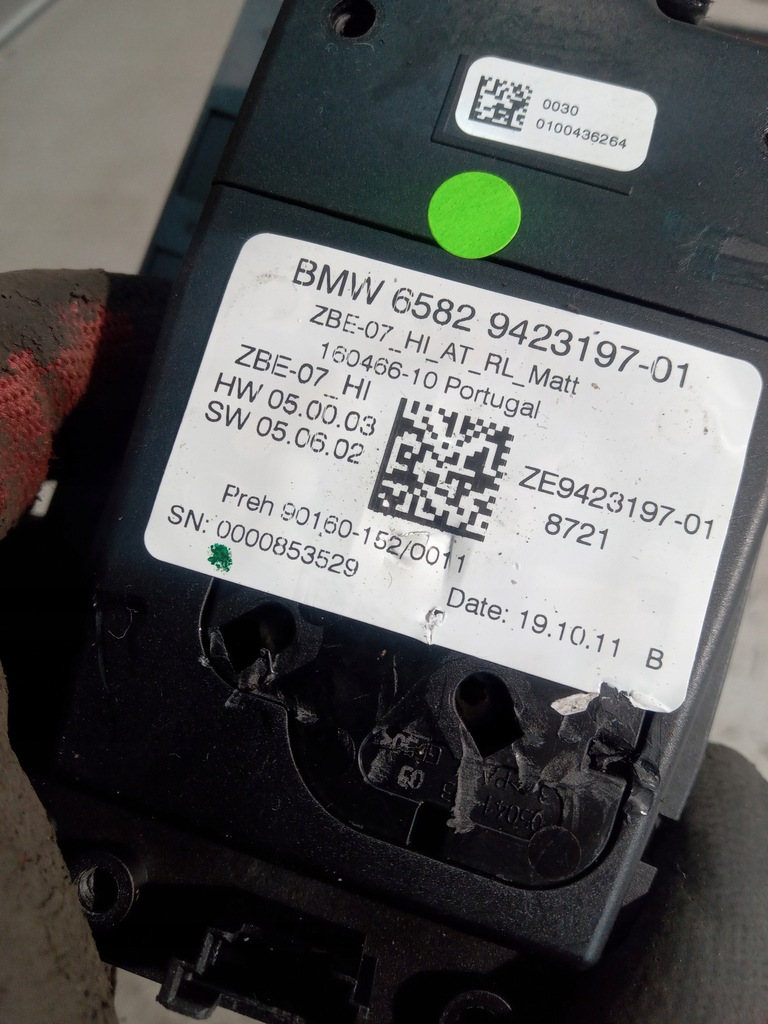 0030
0100436264
BMW 6582 9423197-01
ZBE-07_HI_AT_RL_Matt
160466-10 Portugal
ZBE-07_HI
HW 05.00.03
SW 05.06.02
ZE9423197-01
8721
Preh 90160-152/0011
SN: 0000853529
Date: 19.10.11 B